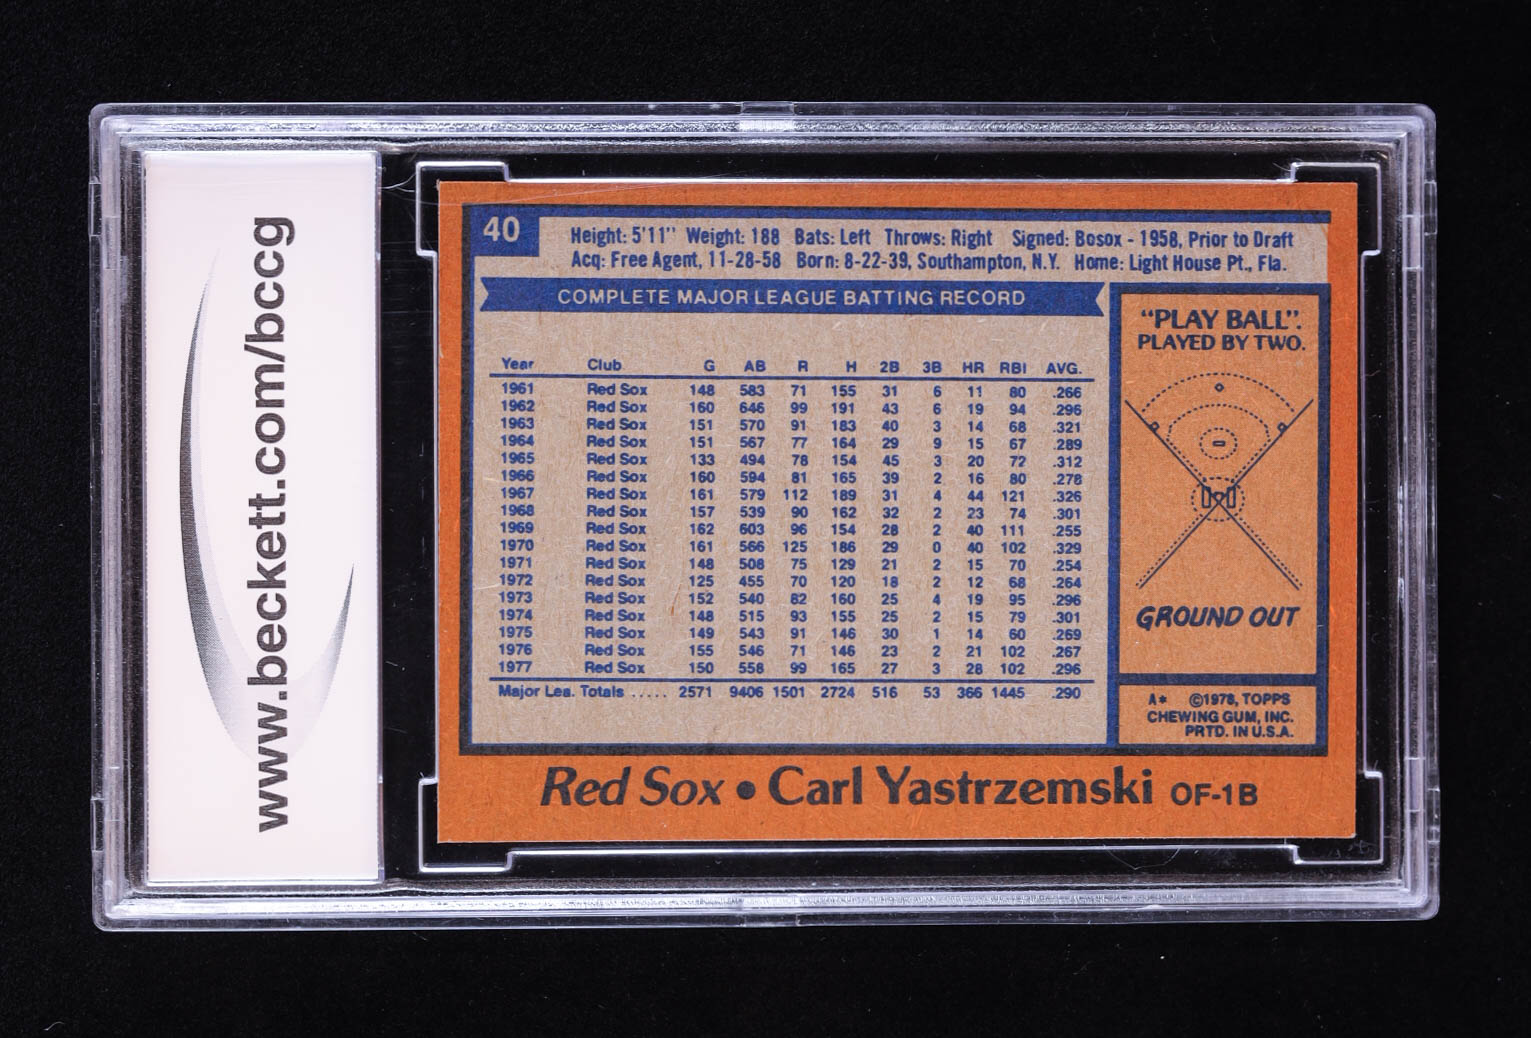 www.beckett.com/bccg
40
Height: 5'11" Weight: 188 Bats: Left Throws: Right Signed: Bosox - 1958, Prior to Draft
Acq: Free Agent, 11-28-58 Born: 8-22-39, Southampton, N.Y. Home: Light House Pt., Fla.
COMPLETE MAJOR LEAGUE BATTING RECORD
Year Club G AB R H 2B 3B HR RBI AVG.
1961 Red Sox 148 583 71 155 31 6 11 80 .266
1962 Red Sox 160 646 99 191 43 6 19 94 .296
1963 Red Sox 151 570 91 183 40 3 14 68 .321
1964 Red Sox 151 567 77 164 29 9 15 67 .289
1965 Red Sox 133 494 78 154 45 3 20 72 .312
1966 Red Sox 160 594 81 165 39 2 16 80 .278
1967 Red Sox 161 579 112 189 31 4 44 121 .326
1968 Red Sox 157 539 90 162 32 2 23 74 .301
1969 Red Sox 162 603 96 154 28 2 40 111 .255
1970 Red Sox 161 566 125 186 29 0 40 102 .329
1971 Red Sox 148 508 75 129 21 2 15 70 .254
1972 Red Sox 125 455 70 120 18 2 12 68 .264
1973 Red Sox 152 540 82 160 25 4 19 95 .296
1974 Red Sox 148 515 93 155 25 2 15 79 .301
1975 Red Sox 149 543 91 146 30 1 14 60 .269
1976 Red Sox 155 546 71 146 23 2 21 102 .267
1977 Red Sox 150 558 99 165 27 3 28 102 .296
Major Lea. Totals ..... 2571 9406 1501 2724 516 53 366 1445 .290
"PLAY BALL".
PLAYED BY TWO.
GROUND OUT
A* ©1978, TOPPS
CHEWING GUM, INC.
PRTD. IN U.S.A.
Red Sox • Carl Yastrzemski OF-1B